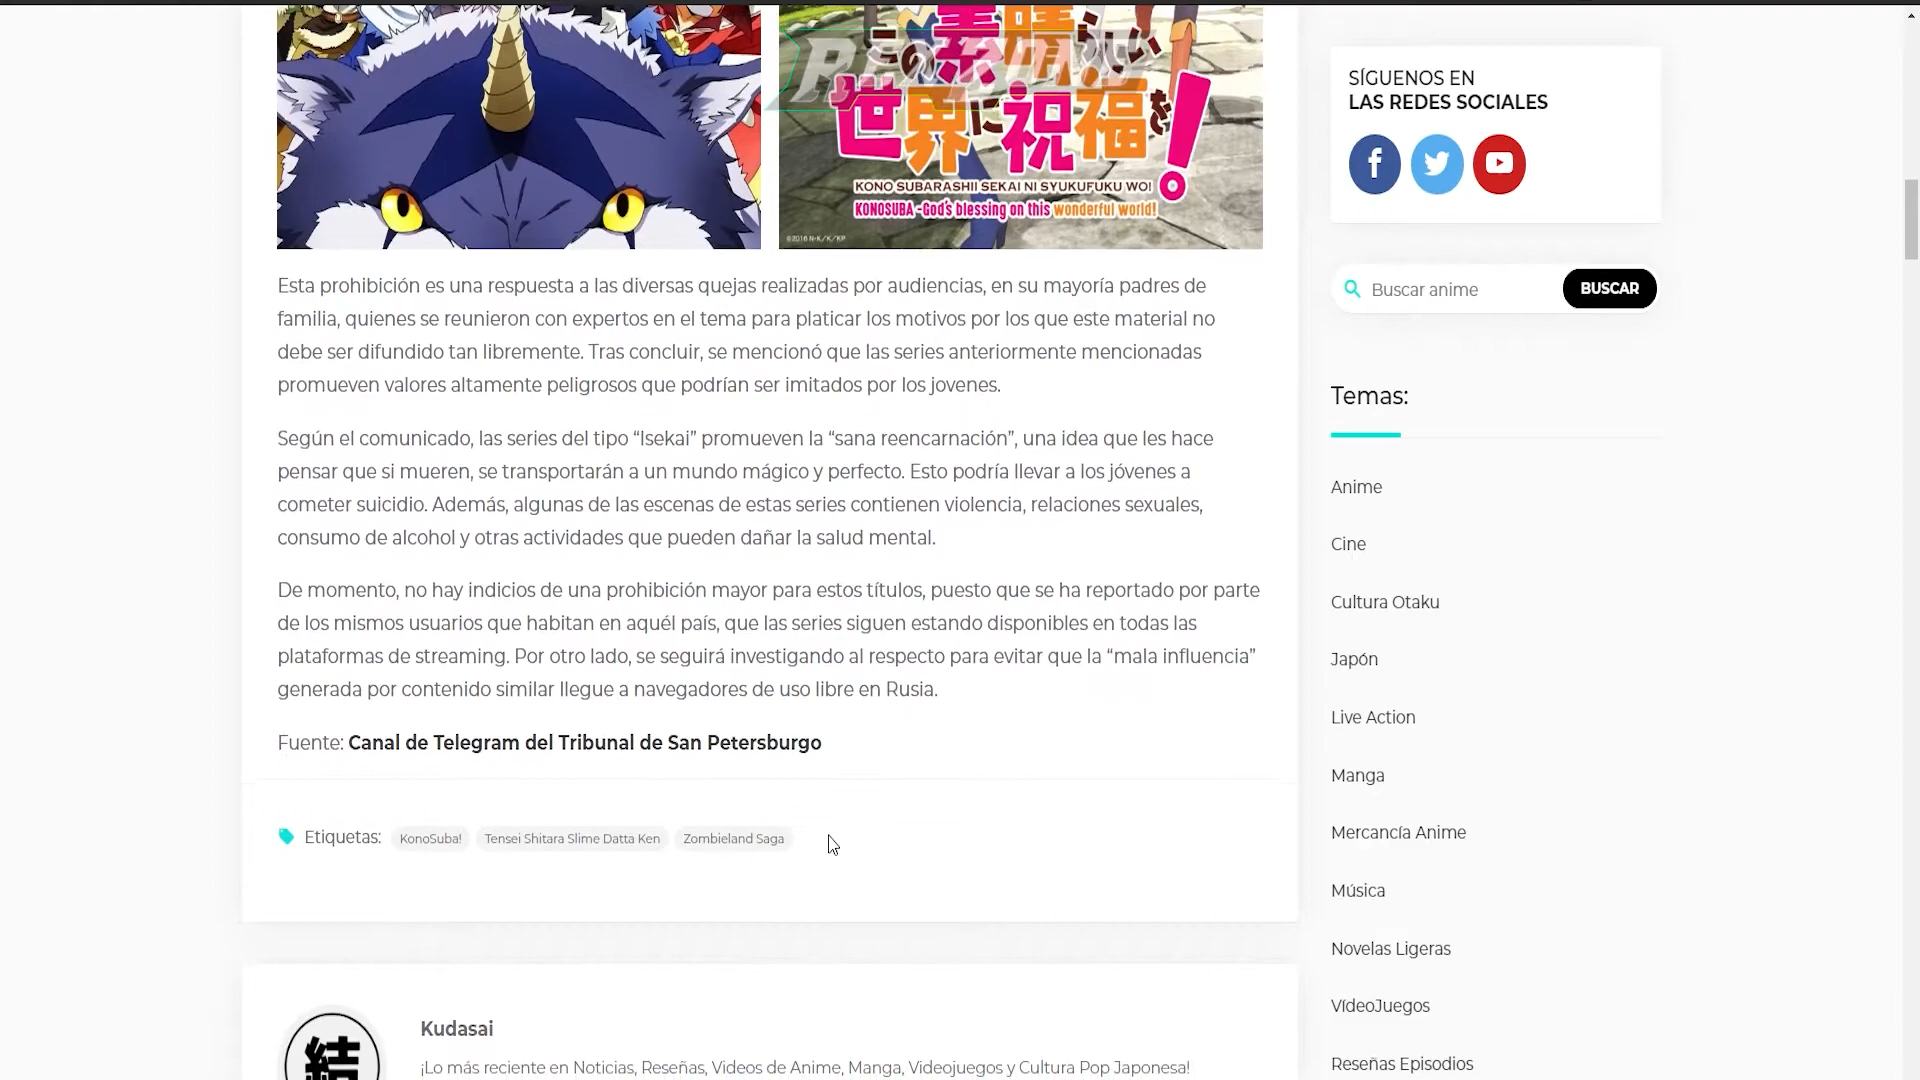 この素晴らしい
世界に祝福を!
KONO SUBARASHII SEKAI NI SYUKUFUKU WO!
KONOSUBA -God's blessing on this wonderful world!
©2016 N-K/K/KP
Esta prohibición es una respuesta a las diversas quejas realizadas por audiencias, en su mayoría padres de
familia, quienes se reunieron con expertos en el tema para platicar los motivos por los que este material no
debe ser difundido tan libremente. Tras concluir, se mencionó que las series anteriormente mencionadas
promueven valores altamente peligrosos que podrían ser imitados por los jovenes.
Según el comunicado, las series del tipo “Isekai” promueven la “sana reencarnación”, una idea que les hace
pensar que si mueren, se transportarán a un mundo mágico y perfecto. Esto podría llevar a los jóvenes a
cometer suicidio. Además, algunas de las escenas de estas series contienen violencia, relaciones sexuales,
consumo de alcohol y otras actividades que pueden dañar la salud mental.
De momento, no hay indicios de una prohibición mayor para estos títulos, puesto que se ha reportado por parte
de los mismos usuarios que habitan en aquél país, que las series siguen estando disponibles en todas las
plataformas de streaming. Por otro lado, se seguirá investigando al respecto para evitar que la “mala influencia”
generada por contenido similar llegue a navegadores de uso libre en Rusia.
Fuente: Canal de Telegram del Tribunal de San Petersburgo
Etiquetas: KonoSuba! Tensei Shitara Slime Datta Ken Zombieland Saga
結
Kudasai
¡Lo más reciente en Noticias, Reseñas, Videos de Anime, Manga, Videojuegos y Cultura Pop Japonesa!
SÍGUENOS EN
LAS REDES SOCIALES
Buscar anime BUSCAR
Temas:
Anime
Cine
Cultura Otaku
Japón
Live Action
Manga
Mercancía Anime
Música
Novelas Ligeras
VídeoJuegos
Reseñas Episodios